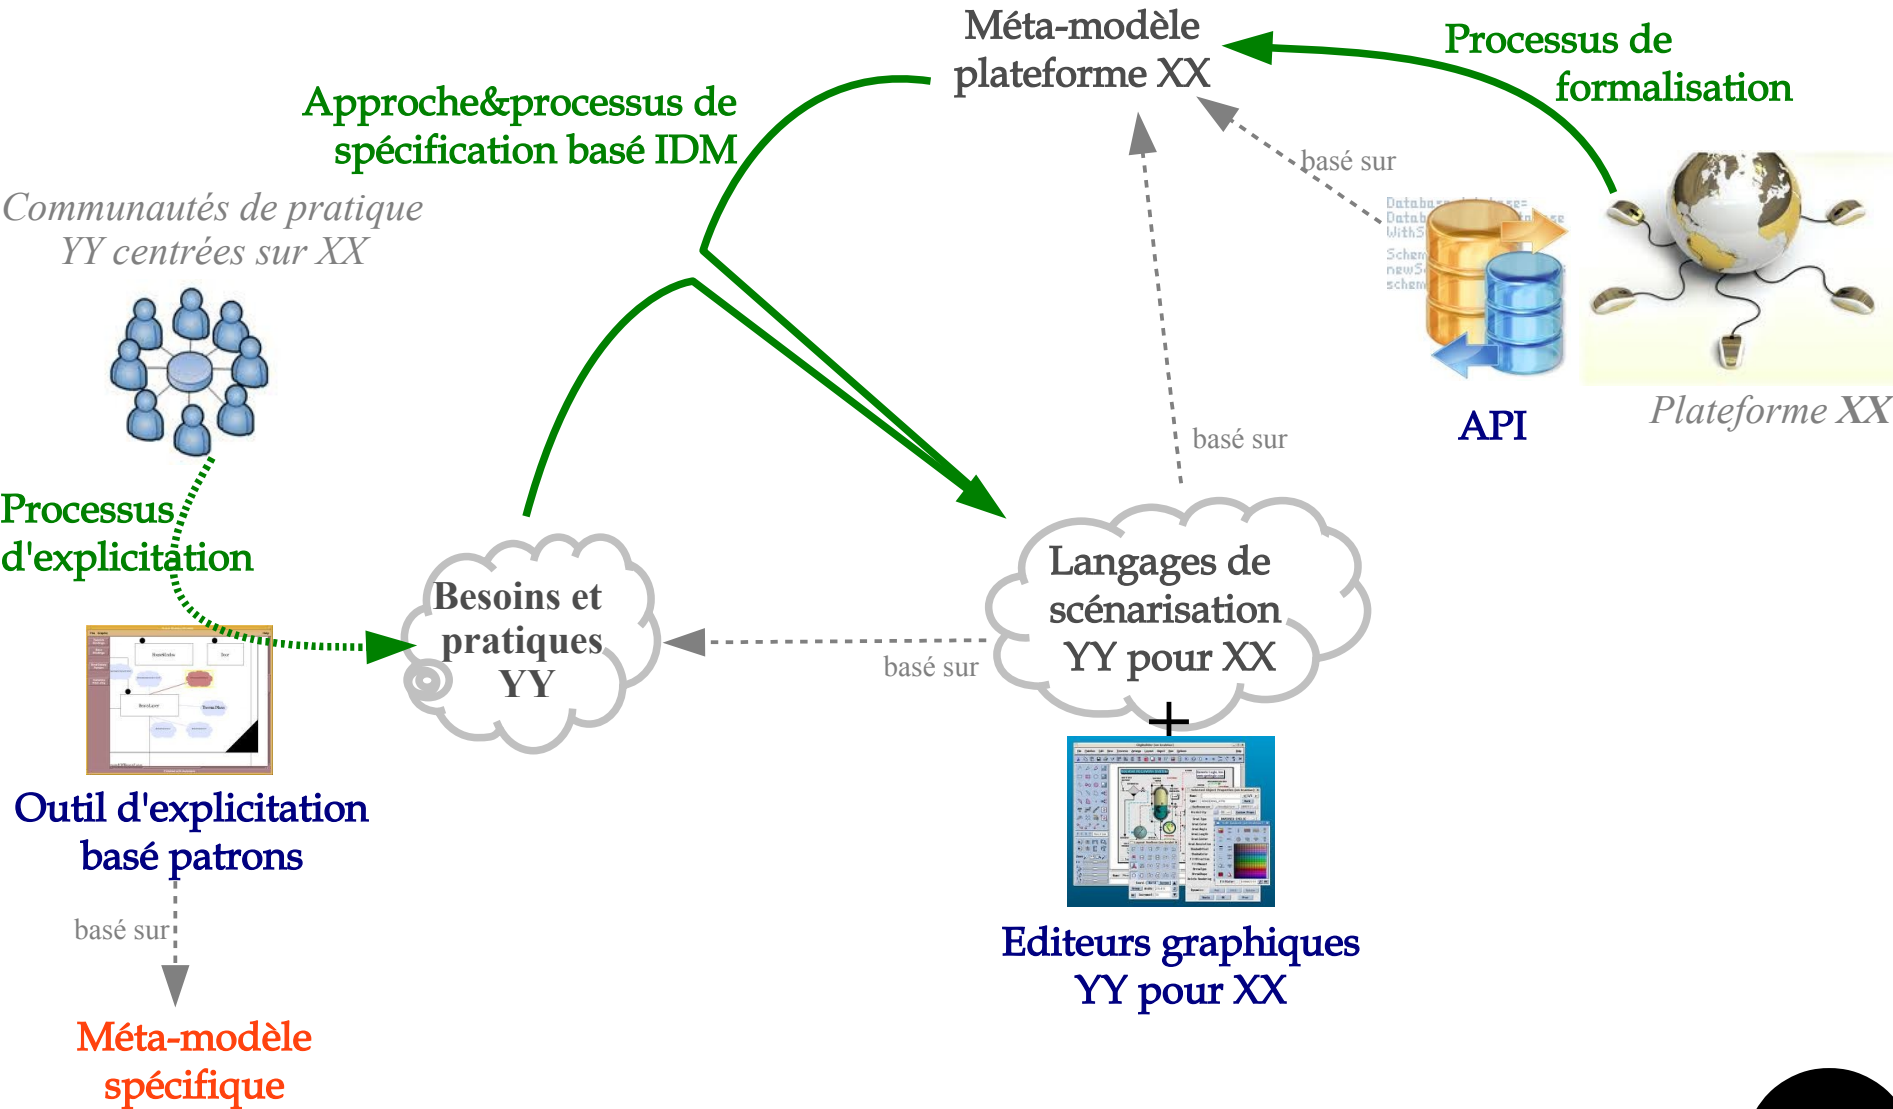 Méta-modèle
plateforme XX
Processus de
formalisation
Approche&processus de
spécification basé IDM
basé sur
Communautés de pratique
YY centrées sur XX
API
Plateforme XX
basé sur
Processus
d'explicitation
Besoins et
pratiques
YY
basé sur
Langages de
scénarisation
YY pour XX
+
Outil d'explicitation
basé patrons
basé sur
Méta-modèle
spécifique
Editeurs graphiques
YY pour XX